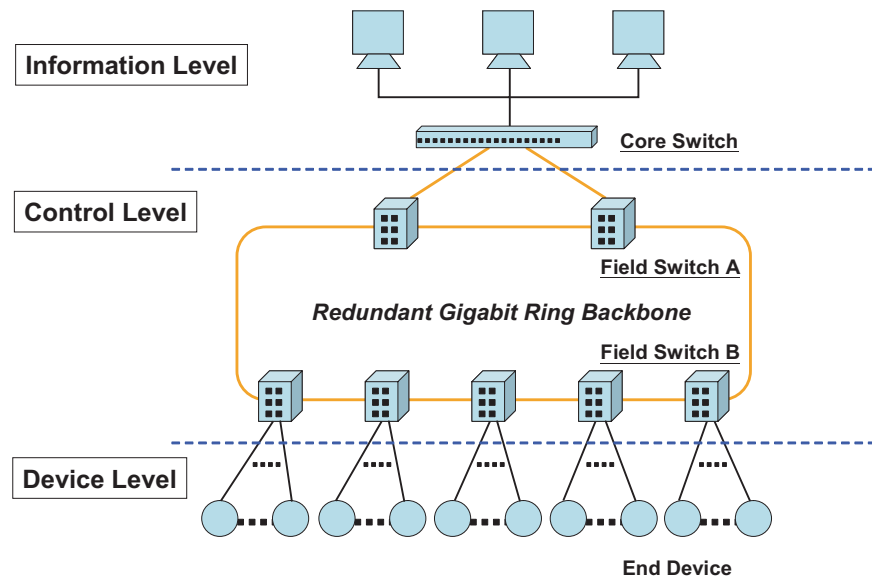 Information Level
Core Switch
Control Level
Field Switch A
Redundant Gigabit Ring Backbone
Field Switch B
Device Level
End Device